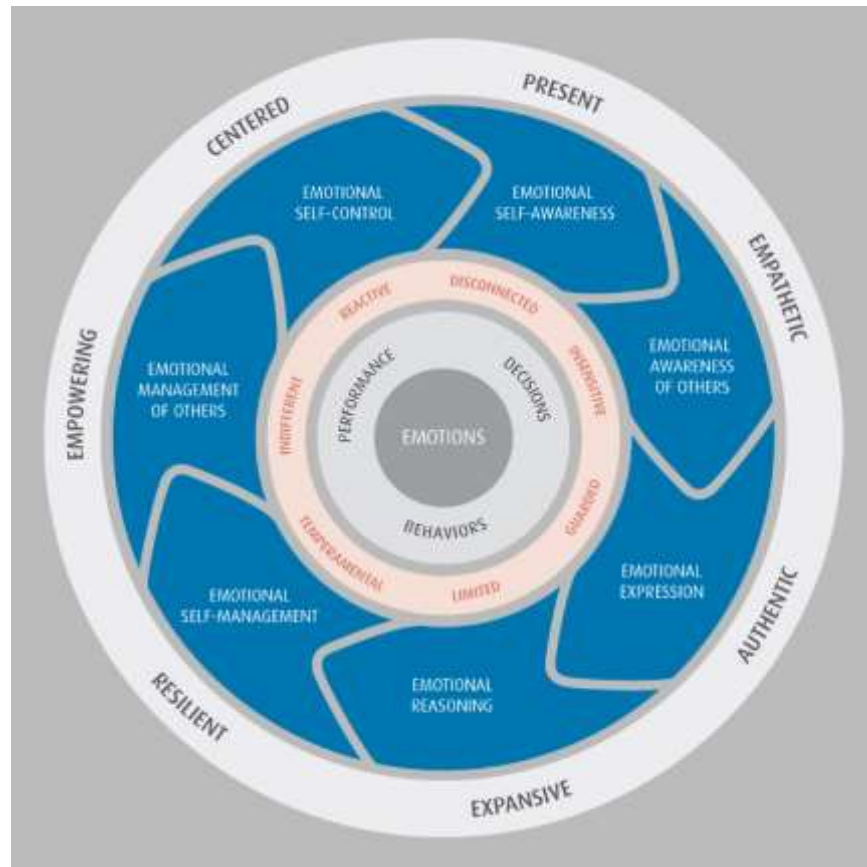 PRESENT
EMPATHETIC
AUTHENTIC
EXPANSIVE
RESILIENT
EMPOWERING
CENTERED
EMOTIONAL
SELF-AWARENESS
EMOTIONAL
AWARENESS
OF OTHERS
EMOTIONAL
EXPRESSION
EMOTIONAL
REASONING
EMOTIONAL
SELF-MANAGEMENT
EMOTIONAL
MANAGEMENT
OF OTHERS
EMOTIONAL
SELF-CONTROL
DISCONNECTED
INSENSITIVE
GUARDED
LIMITED
TEMPERAMENTAL
INDIFFERENT
REACTIVE
DECISIONS
BEHAVIORS
PERFORMANCE
EMOTIONS